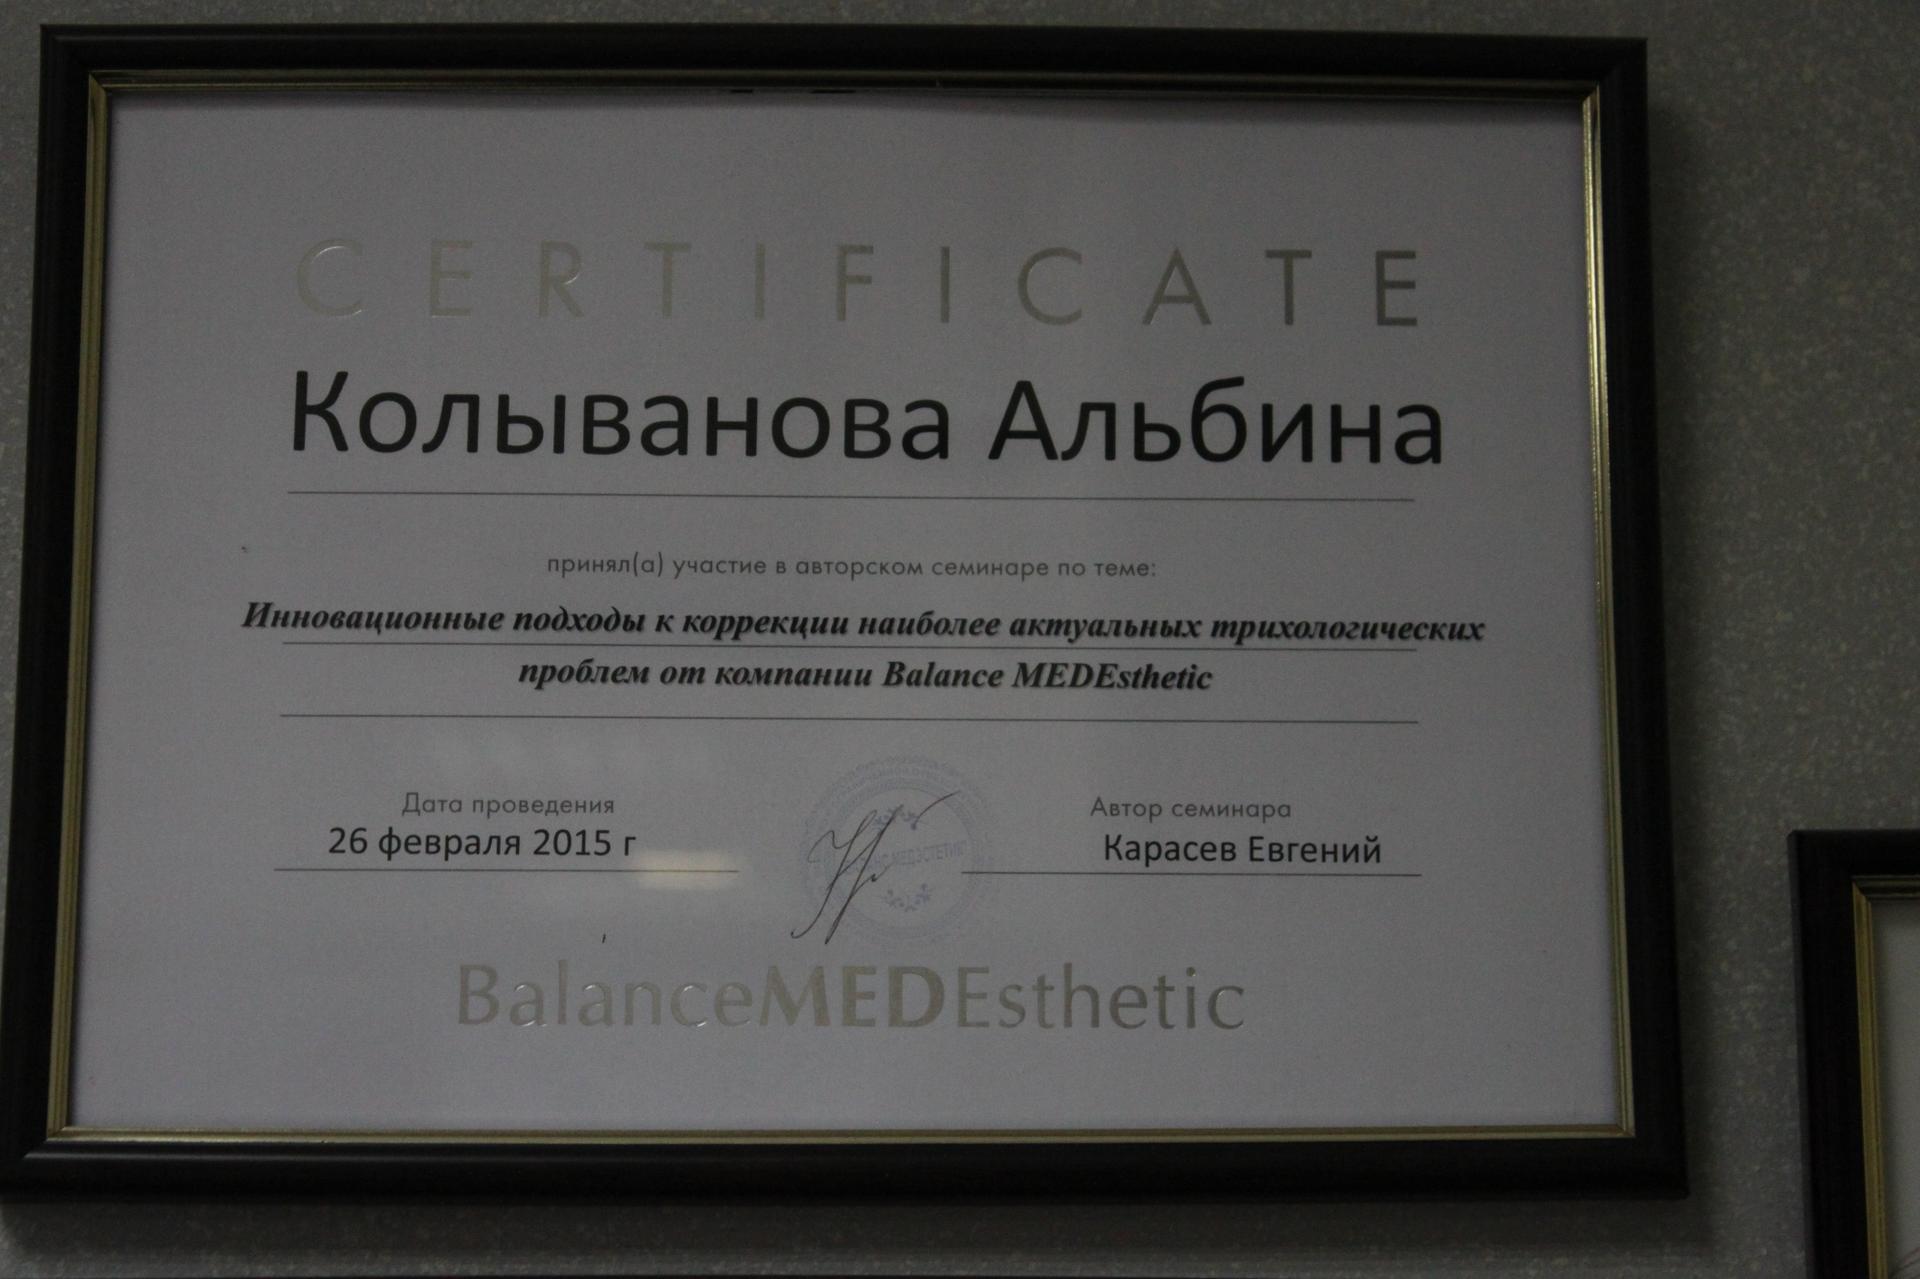 CERTIFICATE
Колыванова Альбина
принял(а) участие в авторском семинаре по теме:
Инновационные подходы к коррекции наиболее актуальных трихологических
проблем от компании Balance MEDEsthetic
Дата проведения
26 февраля 2015 г
Автор семинара
Карасев Евгений
BalanceMEDEsthetic